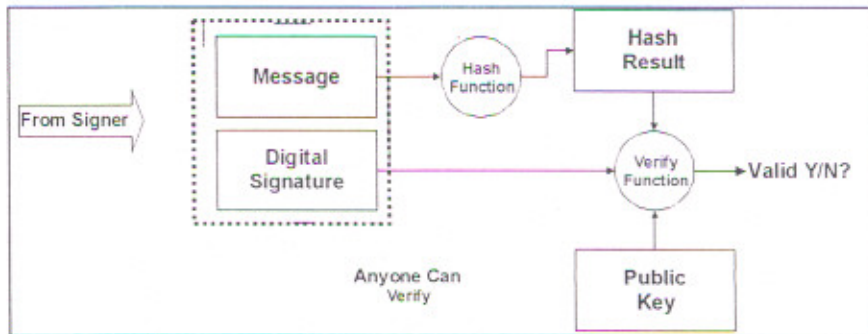 From Signer
Message
Digital
Signature
Hash
Function
Hash
Result
Verify
Function
Valid Y/N?
Public
Key
Anyone Can
Verify